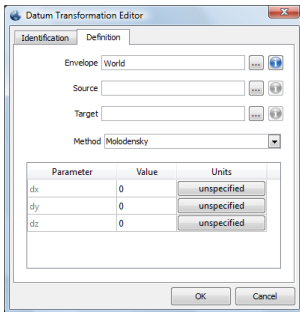 Datum Transformation Editor
Identification Definition
Envelope World ...
Source ...
Target ...
Method Molodensky
Parameter Value Units
dx 0 unspecified
dy 0 unspecified
dz 0 unspecified
OK Cancel